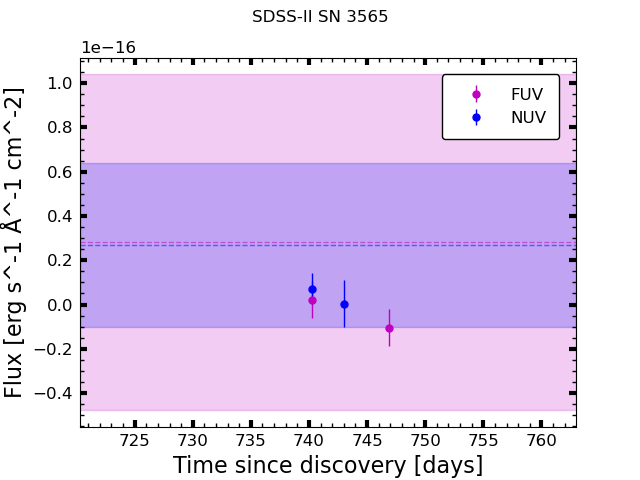 SDSS-II SN 3565
1e−16
Flux [erg s^-1 Å^-1 cm^-2]
1.0
0.8
0.6
0.4
0.2
0.0
−0.2
−0.4
FUV
NUV
725 730 735 740 745 750 755 760
Time since discovery [days]